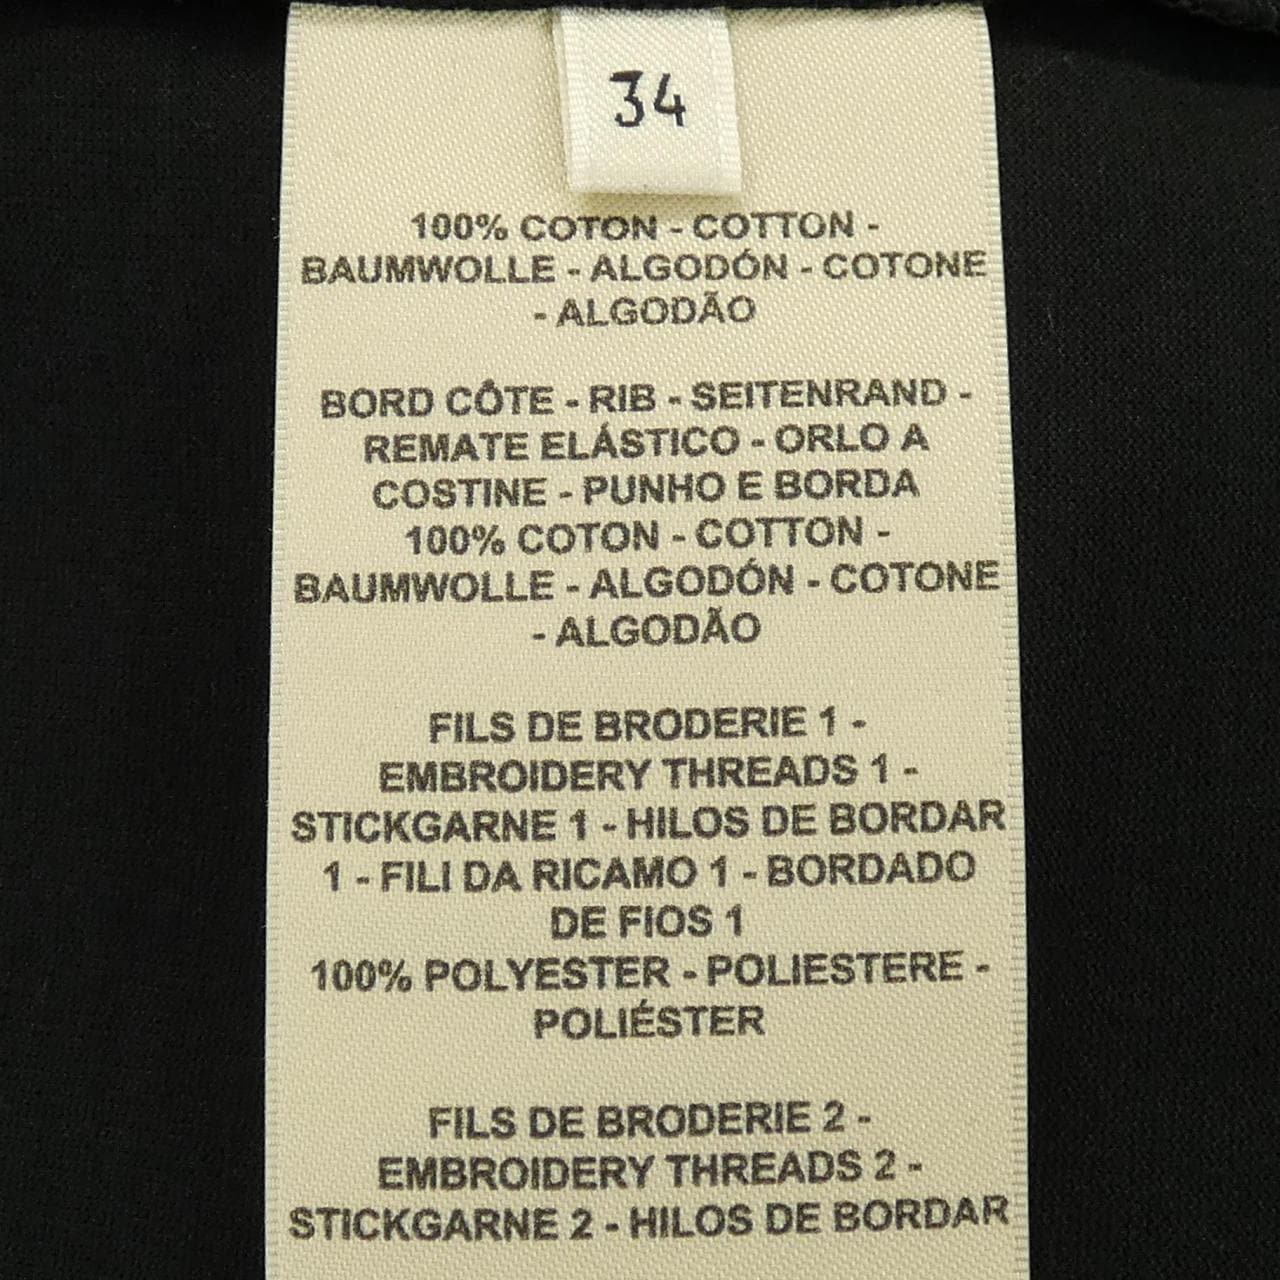 34
100% COTON - COTTON -
BAUMWOLLE - ALGODÓN - COTONE
- ALGODÃO
BORD CÔTE - RIB - SEITENRAND -
REMATE ELÁSTICO - ORLO A
COSTINE - PUNHO E BORDA
100% COTON - COTTON -
BAUMWOLLE - ALGODÓN - COTONE
- ALGODÃO
FILS DE BRODERIE 1 -
EMBROIDERY THREADS 1 -
STICKGARNE 1 - HILOS DE BORDAR
1 - FILI DA RICAMO 1 - BORDADO
DE FIOS 1
100% POLYESTER - POLIESTERE -
POLIÉSTER
FILS DE BRODERIE 2 -
EMBROIDERY THREADS 2 -
STICKGARNE 2 - HILOS DE BORDAR